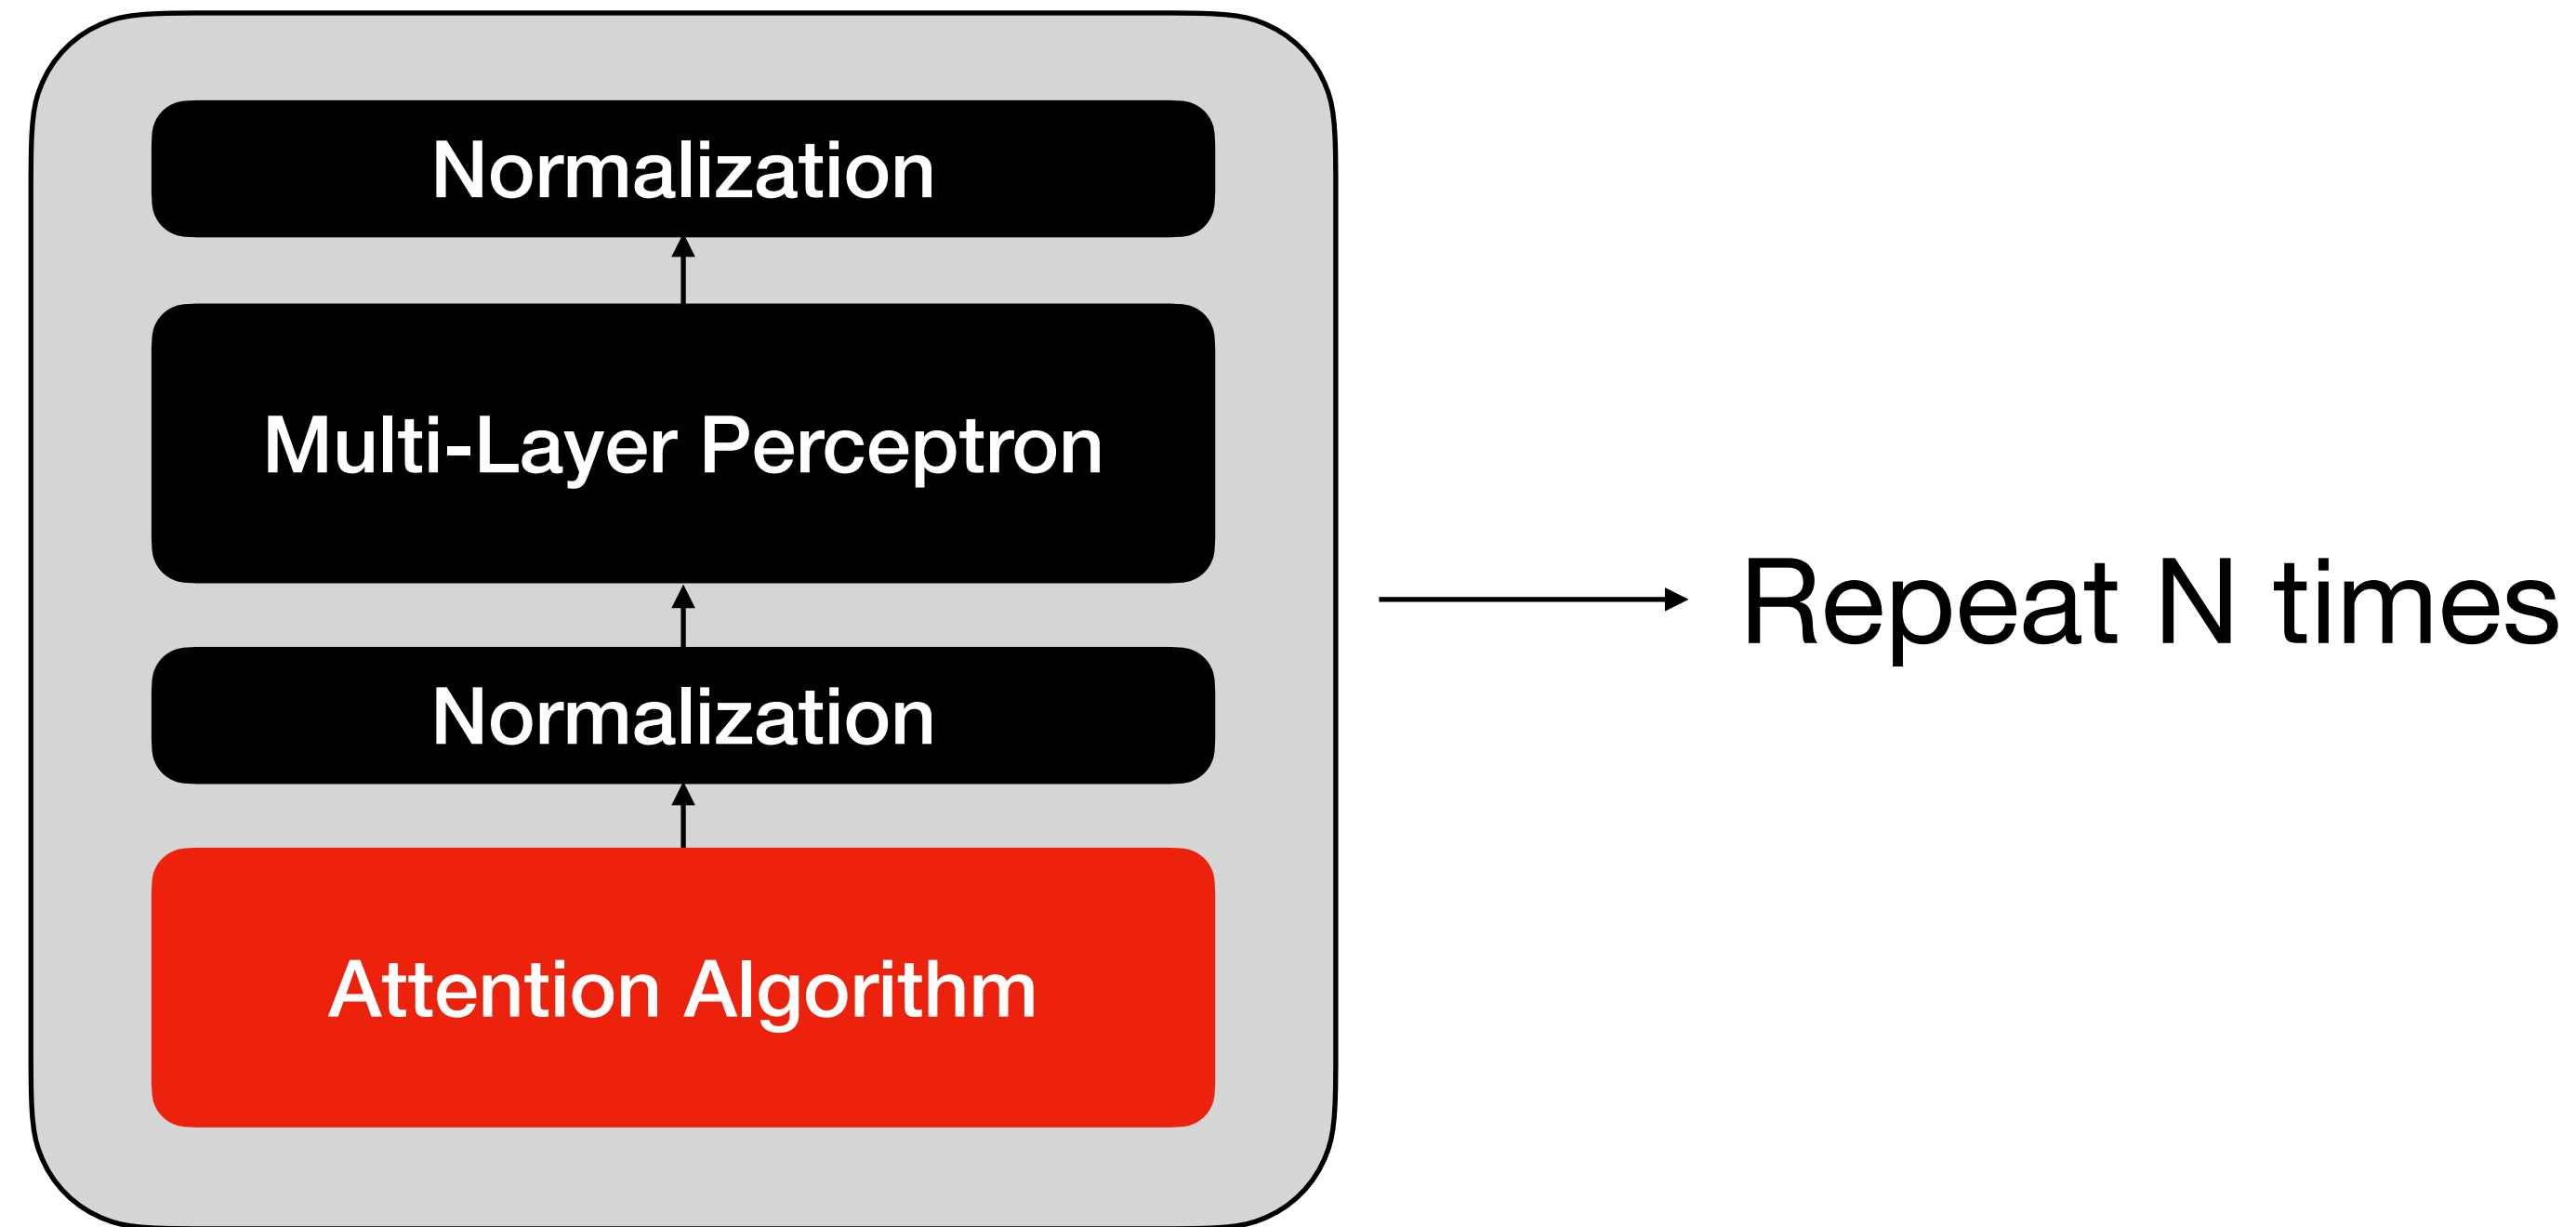 Normalization
Multi-Layer Perceptron
Normalization
Attention Algorithm
Repeat N times